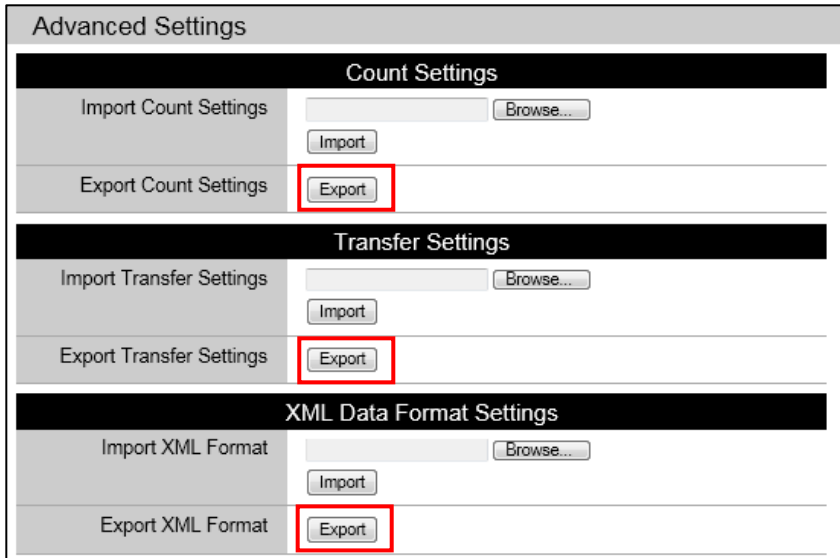 Advanced Settings
Count Settings
Import Count Settings Browse...
Import
Export Count Settings Export
Transfer Settings
Import Transfer Settings Browse...
Import
Export Transfer Settings Export
XML Data Format Settings
Import XML Format Browse...
Import
Export XML Format Export